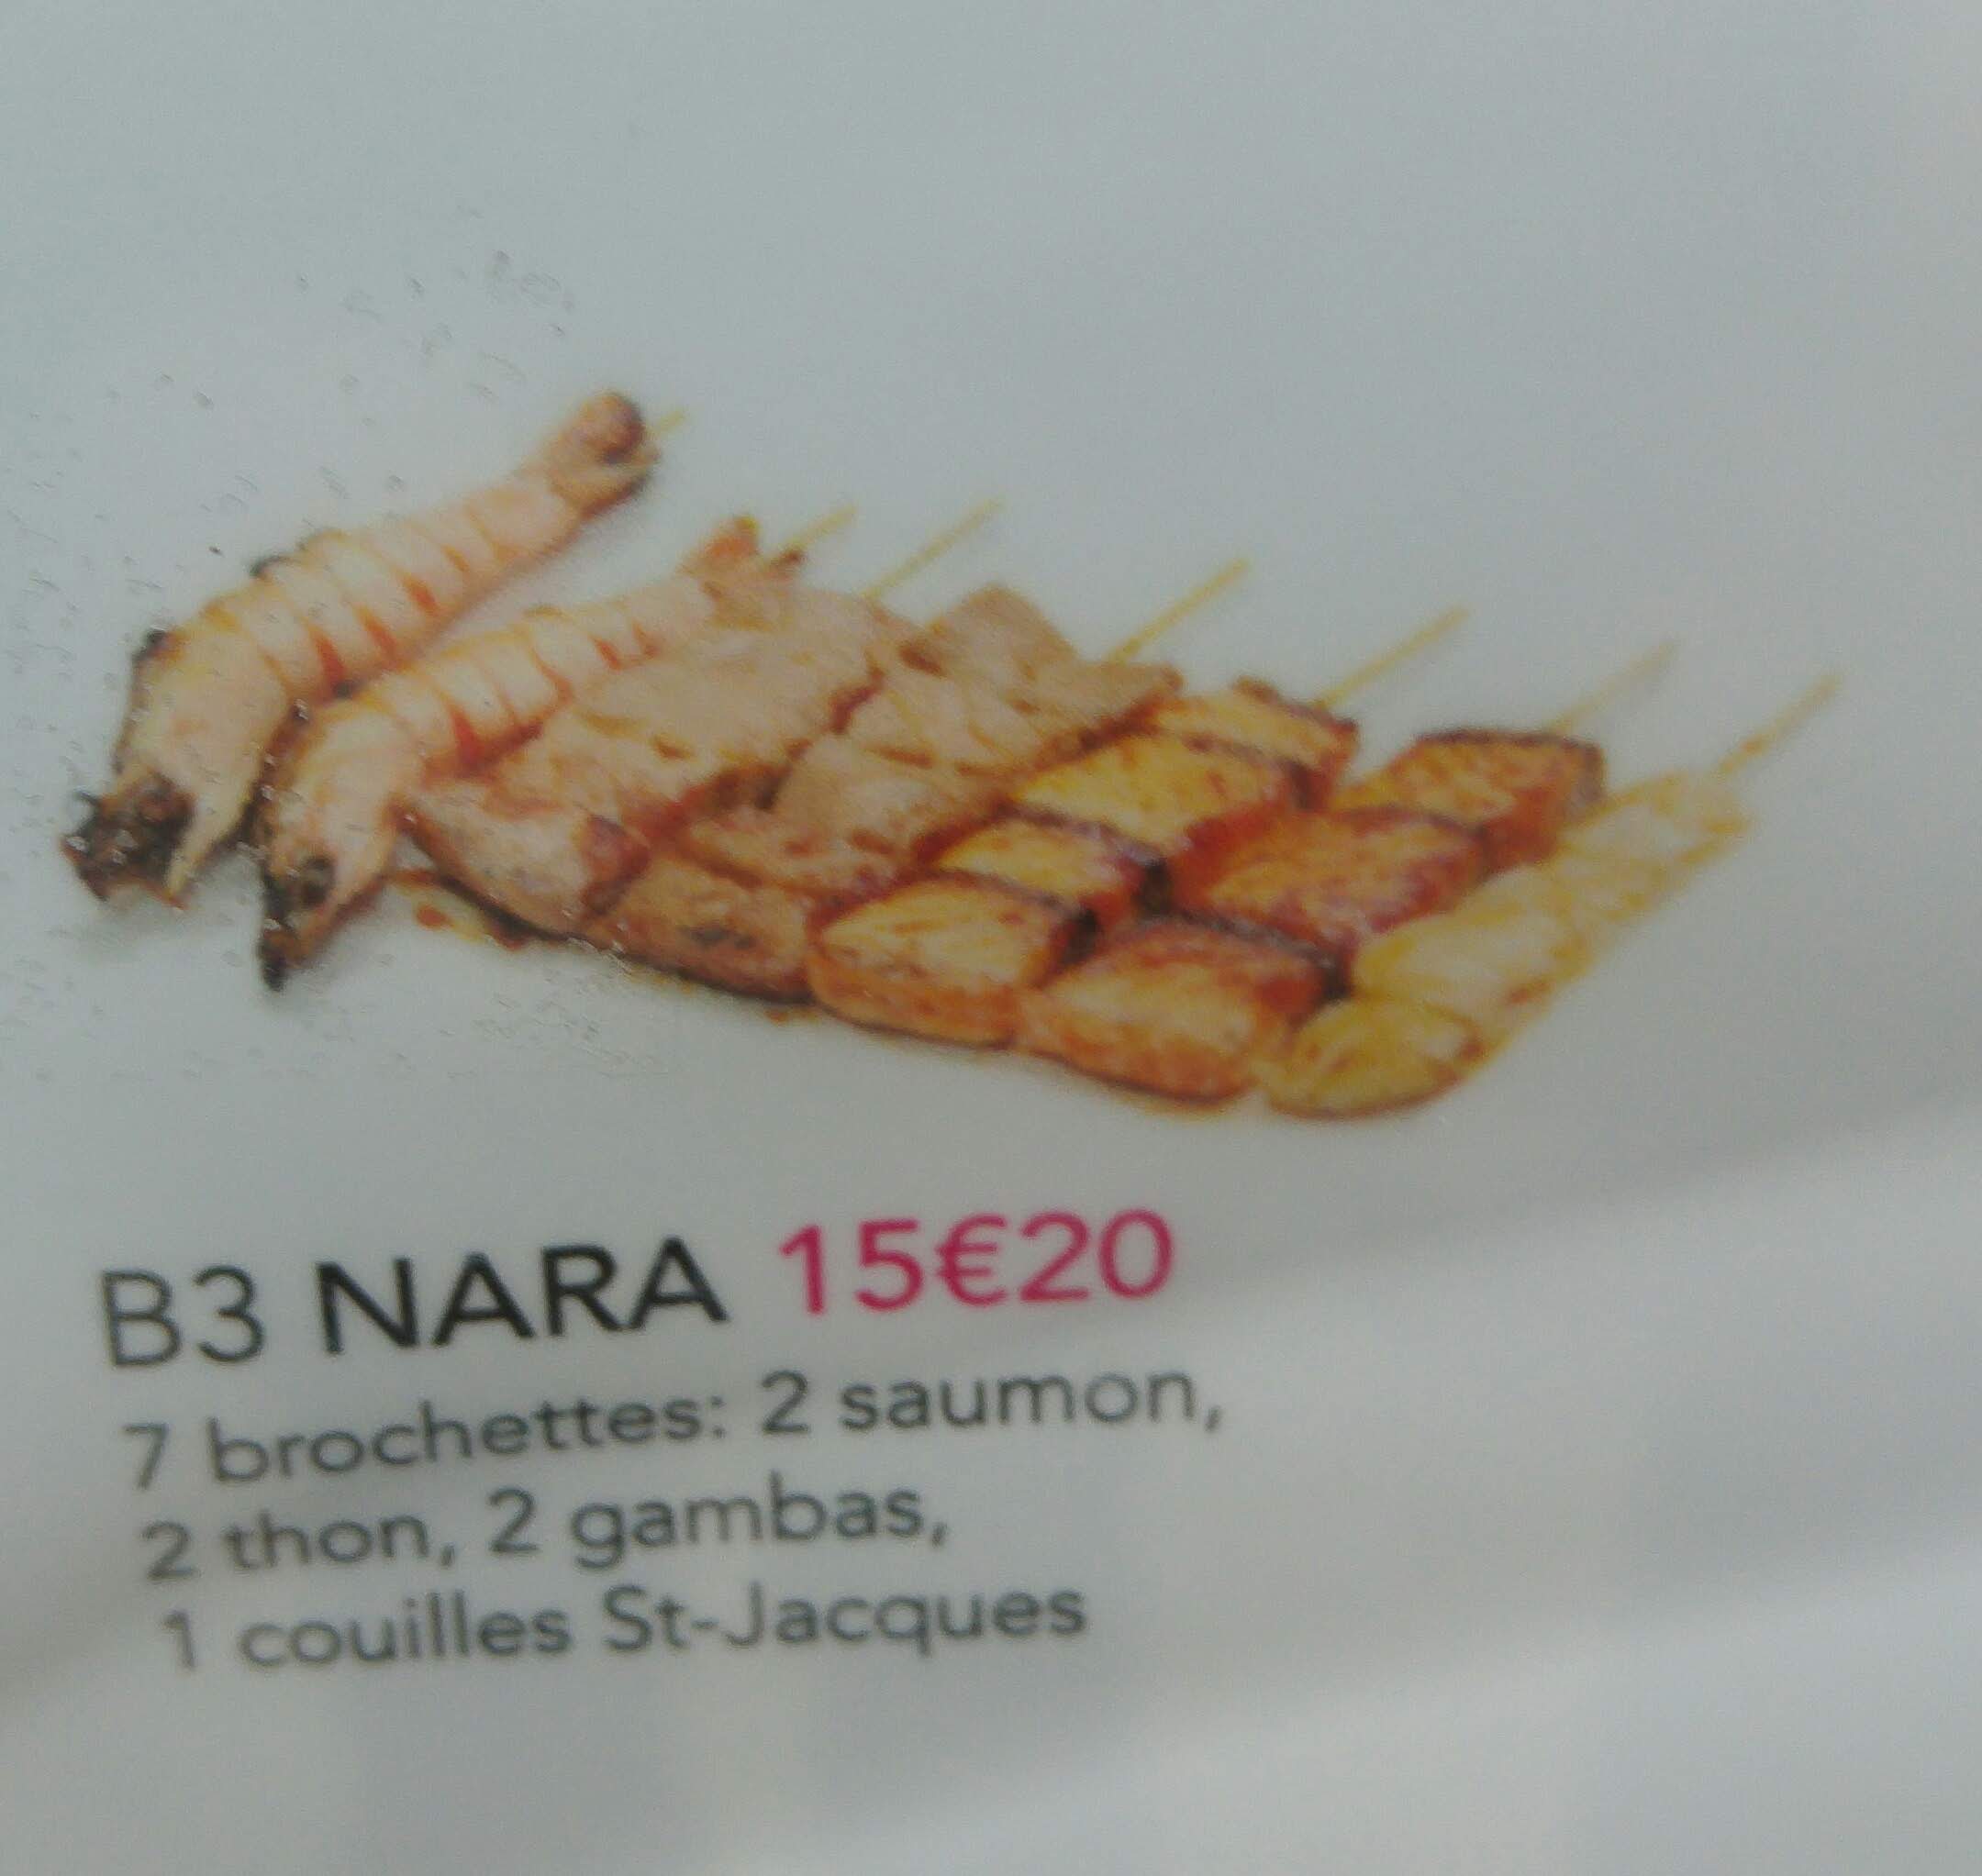 B3 NARA 15€20
7 brochettes: 2 saumon,
2 thon, 2 gambas,
1 couilles St-Jacques